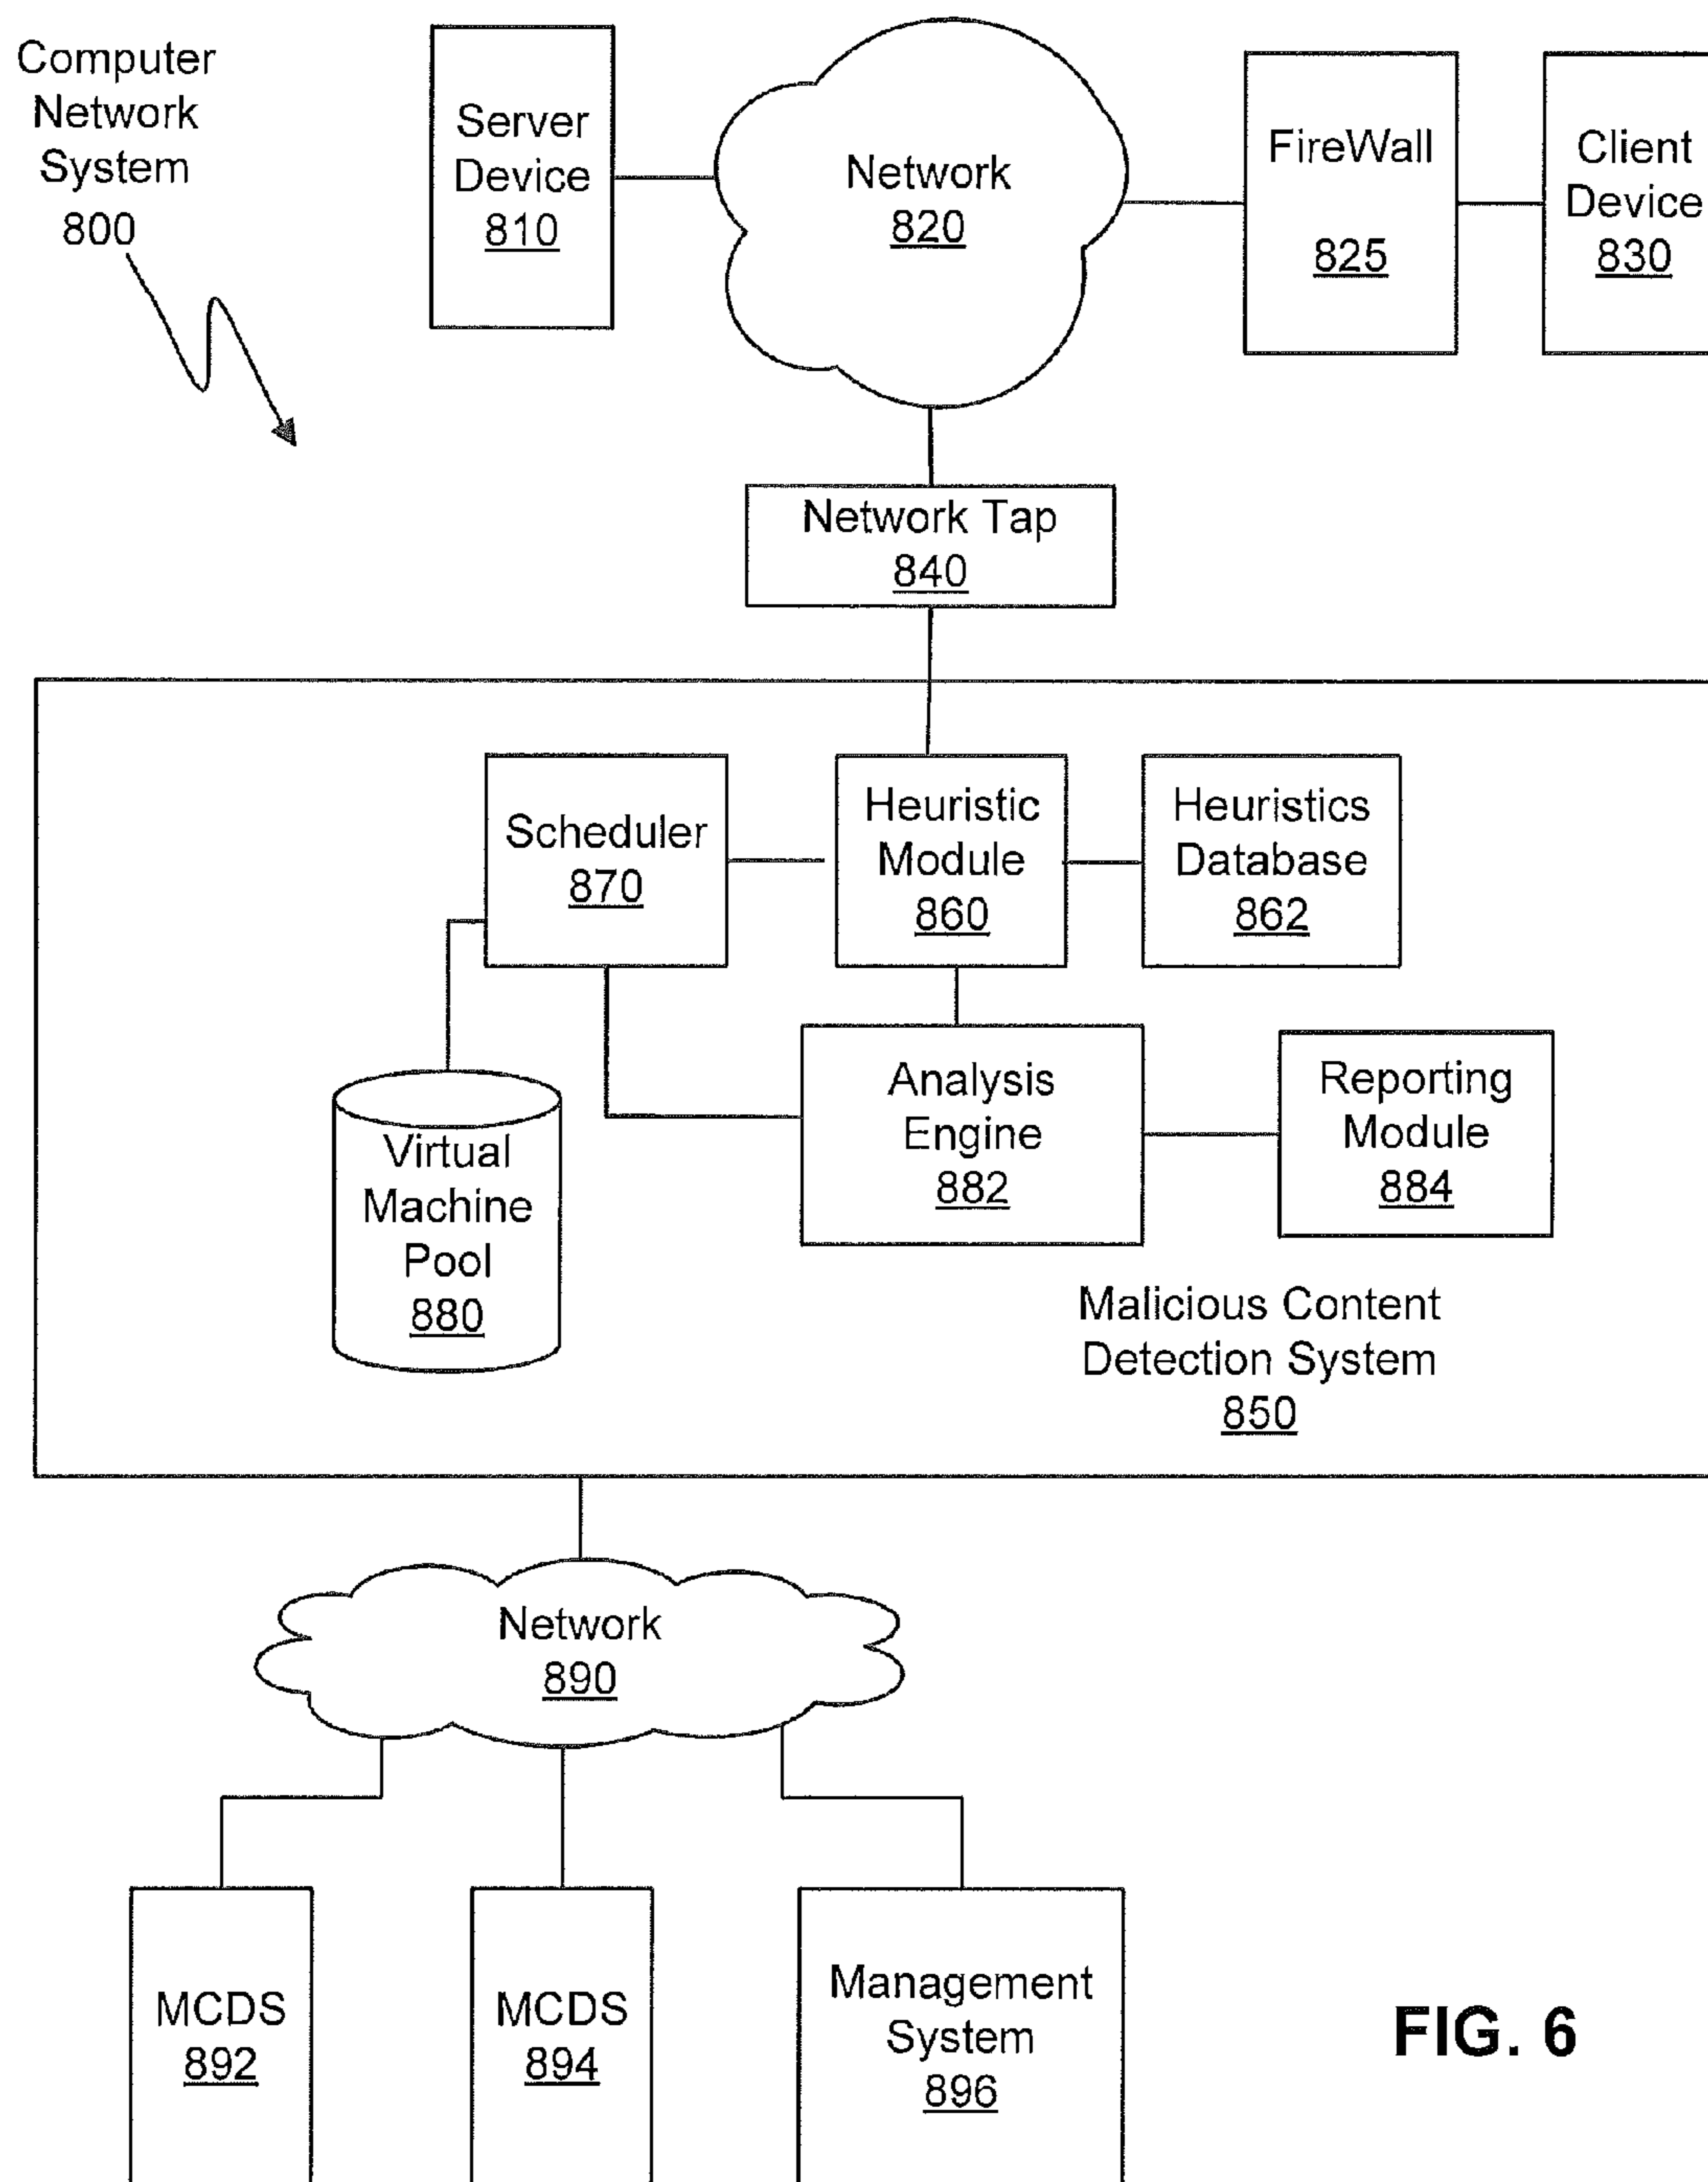 Computer
Network
System
800
Server
Device
810
Network
820
FireWall
825
Client
Device
830
Network Tap
840
Scheduler
870
Heuristic
Module
860
Heuristics
Database
862
Virtual
Machine
Pool
880
Analysis
Engine
882
Reporting
Module
884
Malicious Content
Detection System
850
Network
890
MCDS
892
MCDS
894
Management
System
896
FIG. 6